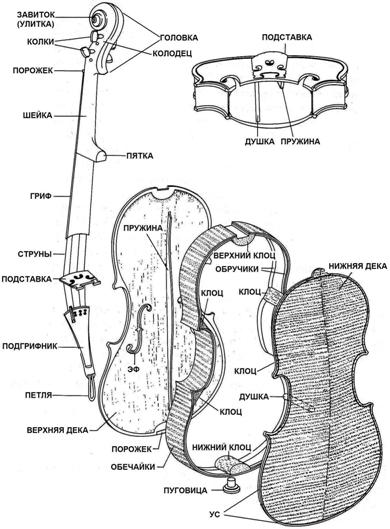 ЗАВИТОК
(УЛИТКА)
КОЛКИ
ГОЛОВКА
КОЛОДЕЦ
ПОРОЖЕК
ШЕЙКА
ПЯТКА
ГРИФ
СТРУНЫ
ПОДСТАВКА
ПОДГРИФНИК
ПЕТЛЯ
ПОДСТАВКА
ДУШКА
ПРУЖИНА
ПРУЖИНА
ЭФ
ВЕРХНЯЯ ДЕКА
ПОРОЖЕК
ОБЕЧАЙКИ
ВЕРХНИЙ КЛОЦ
ОБРУЧИКИ
КЛОЦ
КЛОЦ
КЛОЦ
КЛОЦ
НИЖНИЙ КЛОЦ
ПУГОВИЦА
НИЖНЯЯ ДЕКА
ДУШКА
УС